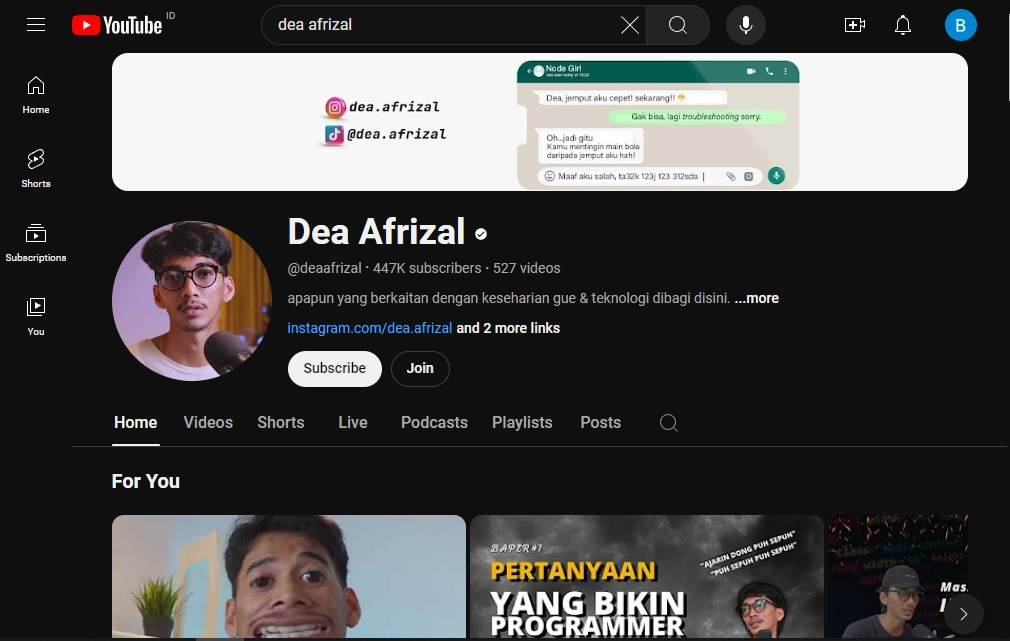 YouTube ID
dea afrizal
B
Home
Shorts
Subscriptions
You
dea.afrizal
@dea.afrizal
Node Girl
last seen today at 19:23
Dea, jemput aku cepet! sekarang!!
Gak bisa, lagi troubleshooting sorry.
Oh..jadi gitu
Kamu mentingin main bola
daripada jemput aku hah!
Maaf aku salah, ta32k 123j 123 312sda |
Dea Afrizal
@deaafrizal · 447K subscribers · 527 videos
apapun yang berkaitan dengan keseharian gue & teknologi dibagi disini. ...more
instagram.com/dea.afrizal and 2 more links
Subscribe
Join
Home Videos Shorts Live Podcasts Playlists Posts
For You
BAPER #7
"AJARIN DONG PUH SEPUH"
"PUH SEPUH PUH SEPUH"
PERTANYAAN
YANG BIKIN
PROGRAMMER
Mas